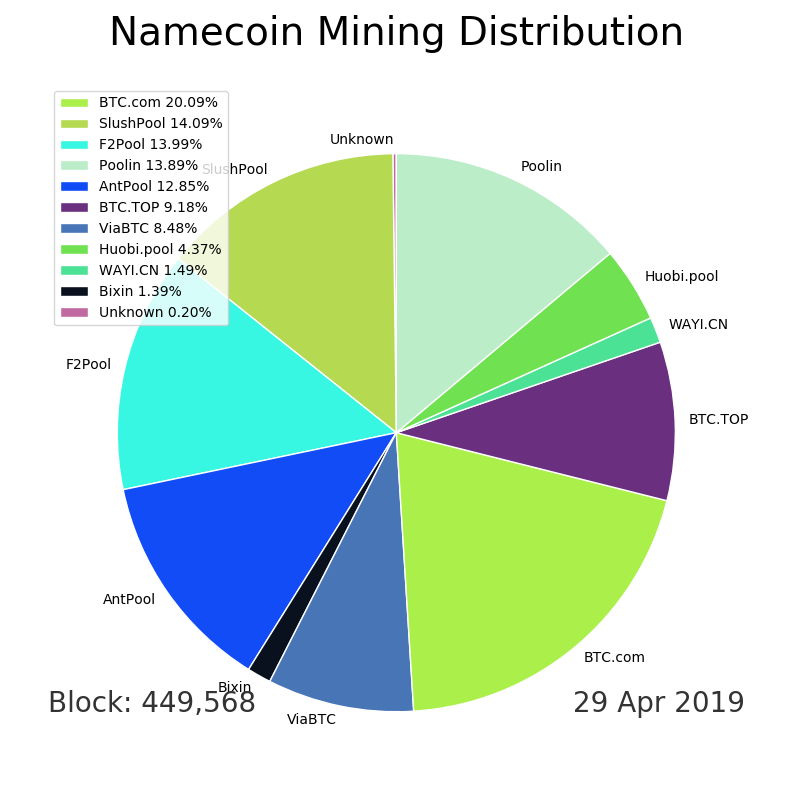 Namecoin Mining Distribution
BTC.com 20.09%
SlushPool 14.09%
F2Pool 13.99%
Poolin 13.89%
AntPool 12.85%
BTC.TOP 9.18%
ViaBTC 8.48%
Huobi.pool 4.37%
WAYI.CN 1.49%
Bixin 1.39%
Unknown 0.20%
Unknown
Poolin
SlushPool
Huobi.pool
WAYI.CN
F2Pool
BTC.TOP
AntPool
BTC.com
Bixin
ViaBTC
Block: 449,568
29 Apr 2019